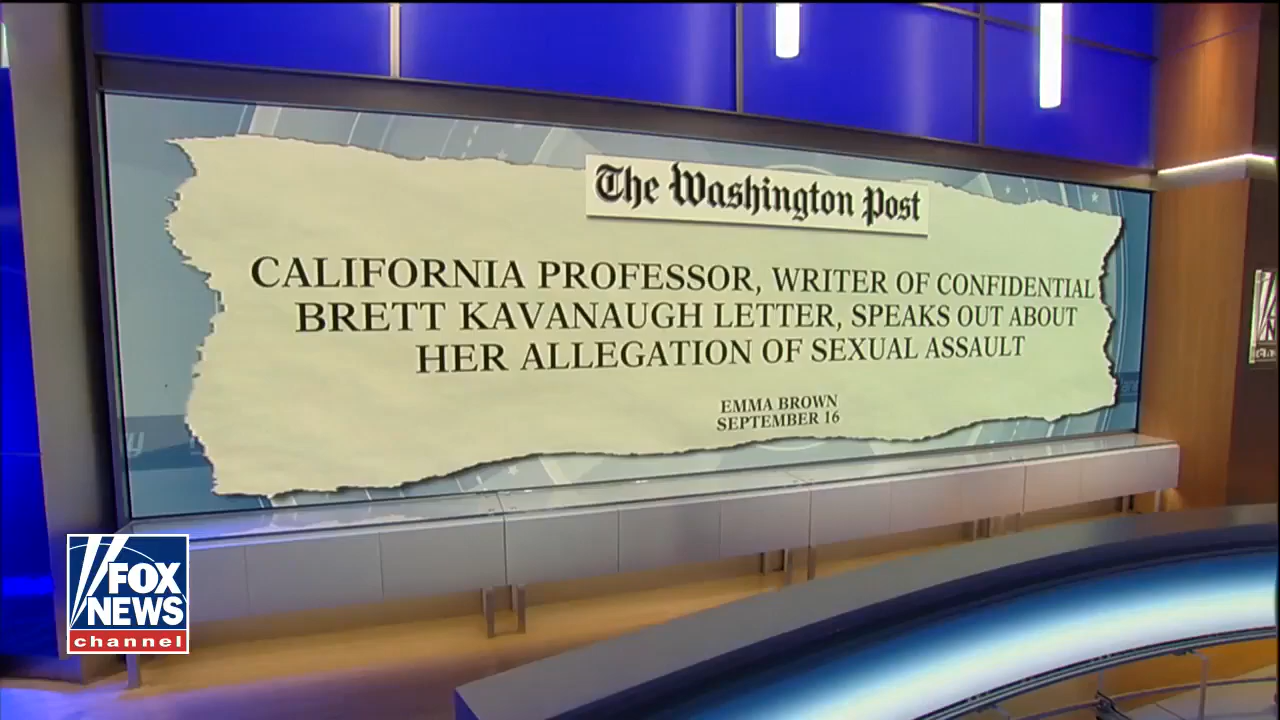 The Washington Post
CALIFORNIA PROFESSOR, WRITER OF CONFIDENTIAL
BRETT KAVANAUGH LETTER, SPEAKS OUT ABOUT
HER ALLEGATION OF SEXUAL ASSAULT
EMMA BROWN
SEPTEMBER 16
FOX
NEWS
channel